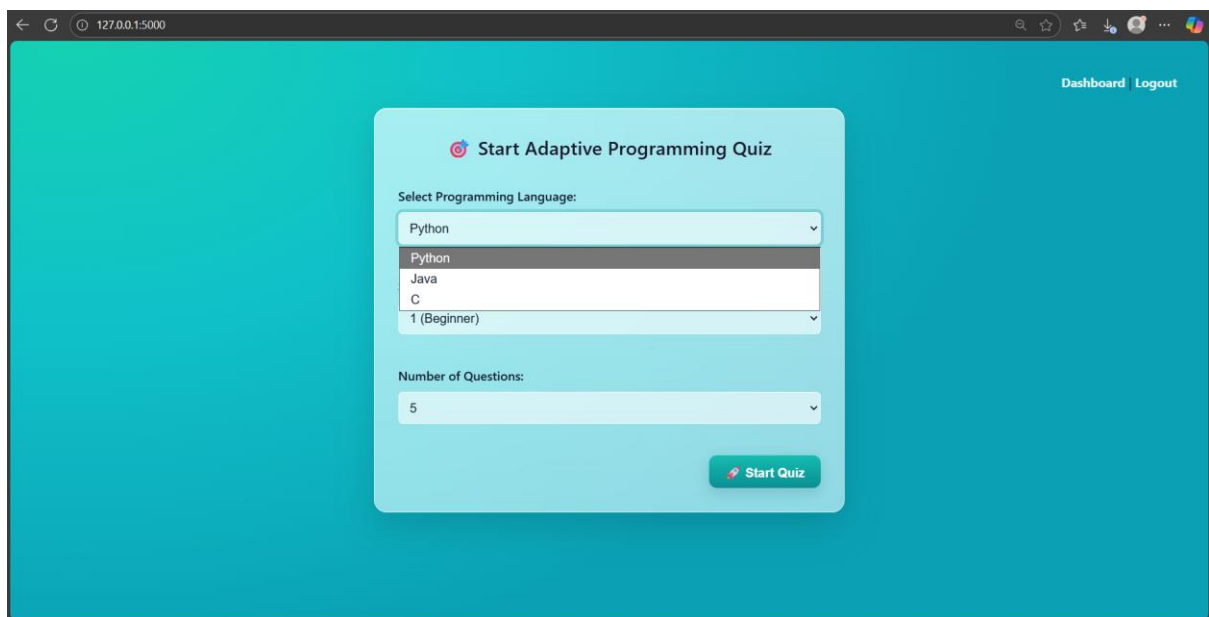 127.0.0.1:5000
Dashboard | Logout
Start Adaptive Programming Quiz
Select Programming Language:
Python
Python
Java
C
1 (Beginner)
Number of Questions:
5
Start Quiz